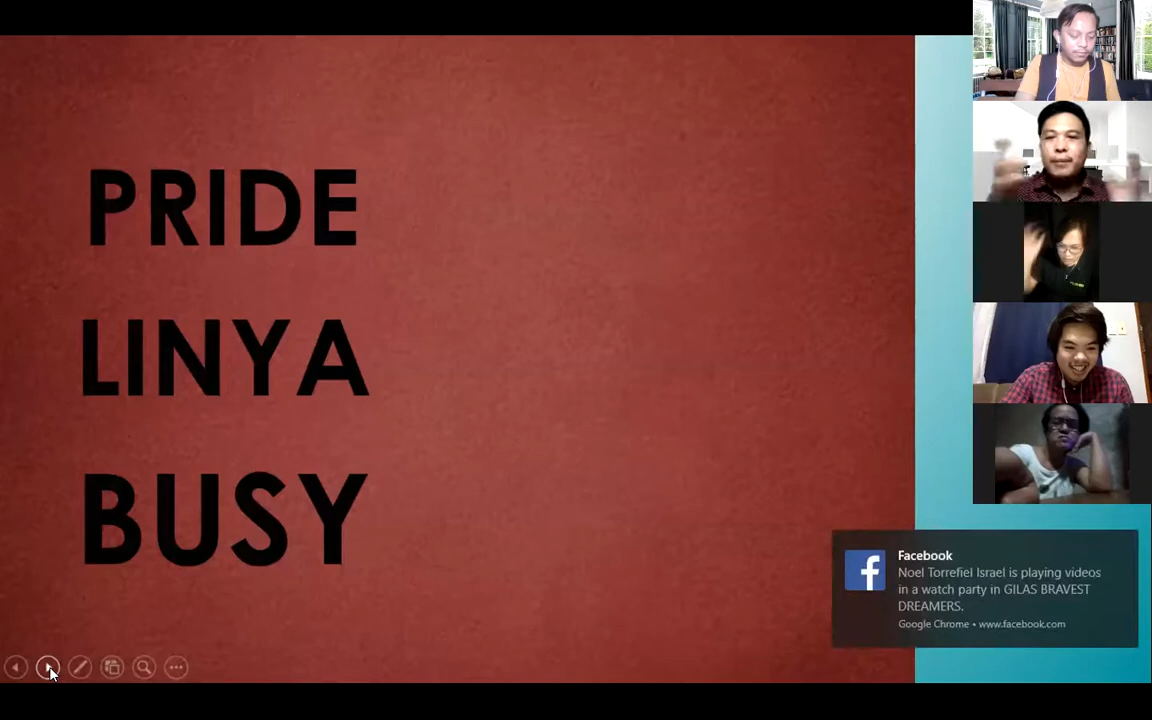 PRIDE
LINYA
BUSY
Facebook
Noel Torrefiel Israel is playing videos
in a watch party in GILAS BRAVEST
DREAMERS.
Google Chrome • www.facebook.com